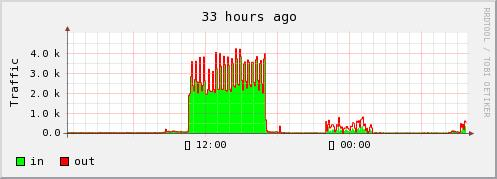 33 hours ago
Traffic
4.0 k
3.0 k
2.0 k
1.0 k
0.0
12:00
00:00
in
out
RRDTOOL / TOBI OETIKER